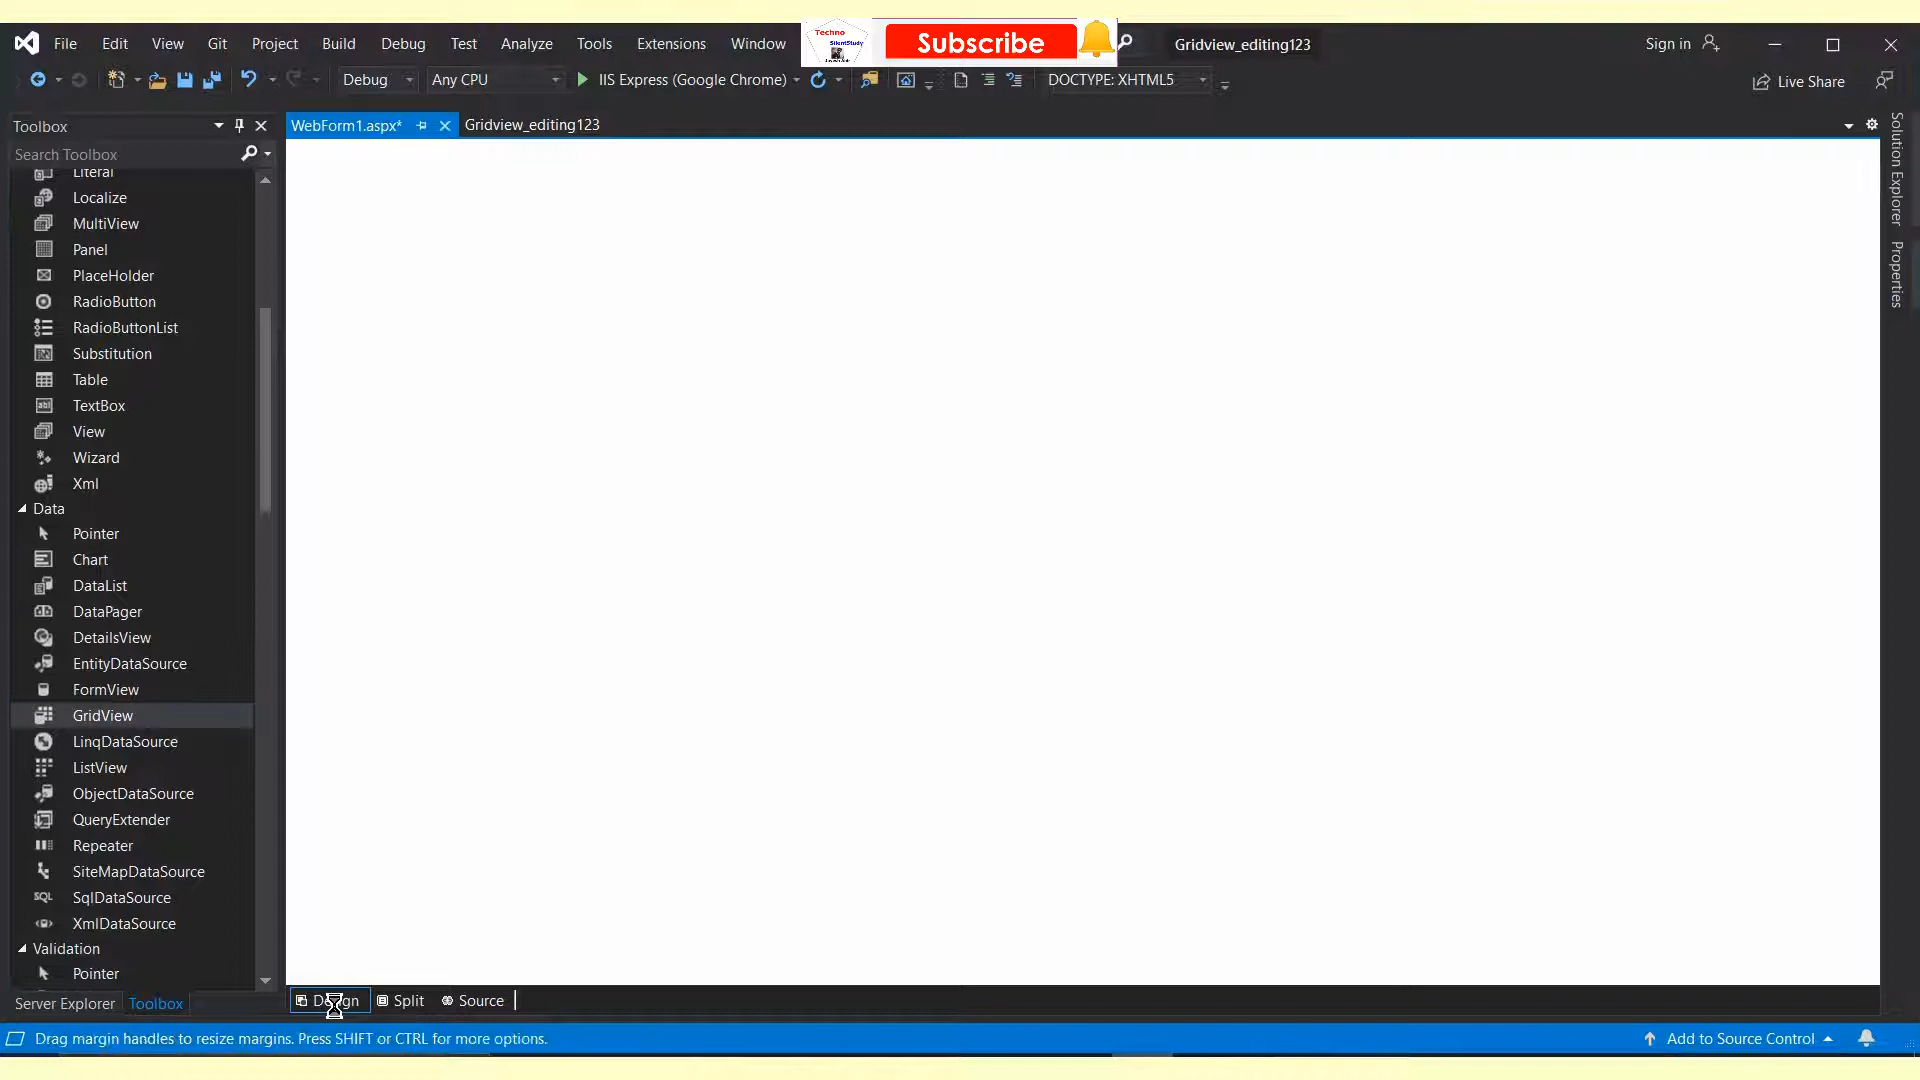 Techno
SilentStudy
Subscribe
File Edit View Git Project Build Debug Test Analyze Tools Extensions Window
Gridview_editing123
Sign in
Debug Any CPU IIS Express (Google Chrome) DOCTYPE: XHTML5
Live Share
Toolbox
WebForm1.aspx* Gridview_editing123
Search Toolbox
Literal
Localize
MultiView
Panel
PlaceHolder
RadioButton
RadioButtonList
Substitution
Table
TextBox
View
Wizard
Xml
Data
Pointer
Chart
DataList
DataPager
DetailsView
EntityDataSource
FormView
GridView
LinqDataSource
ListView
ObjectDataSource
QueryExtender
Repeater
SiteMapDataSource
SQL SqlDataSource
XmlDataSource
Validation
Pointer
Server Explorer Toolbox
Design Split Source
Solution Explorer
Properties
Drag margin handles to resize margins. Press SHIFT or CTRL for more options.
Add to Source Control